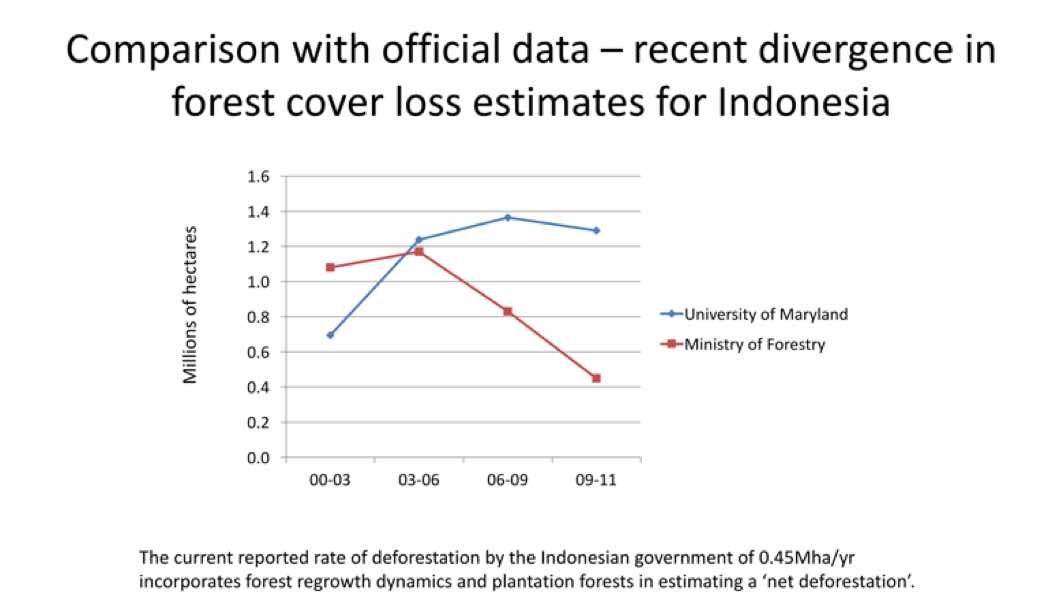 Comparison with official data – recent divergence in
forest cover loss estimates for Indonesia
1.6
1.4
1.2
1.0
0.8
0.6
0.4
0.2
0.0
Millions of hectares
00-03 03-06 06-09 09-11
University of Maryland
Ministry of Forestry
The current reported rate of deforestation by the Indonesian government of 0.45Mha/yr
incorporates forest regrowth dynamics and plantation forests in estimating a ‘net deforestation’.